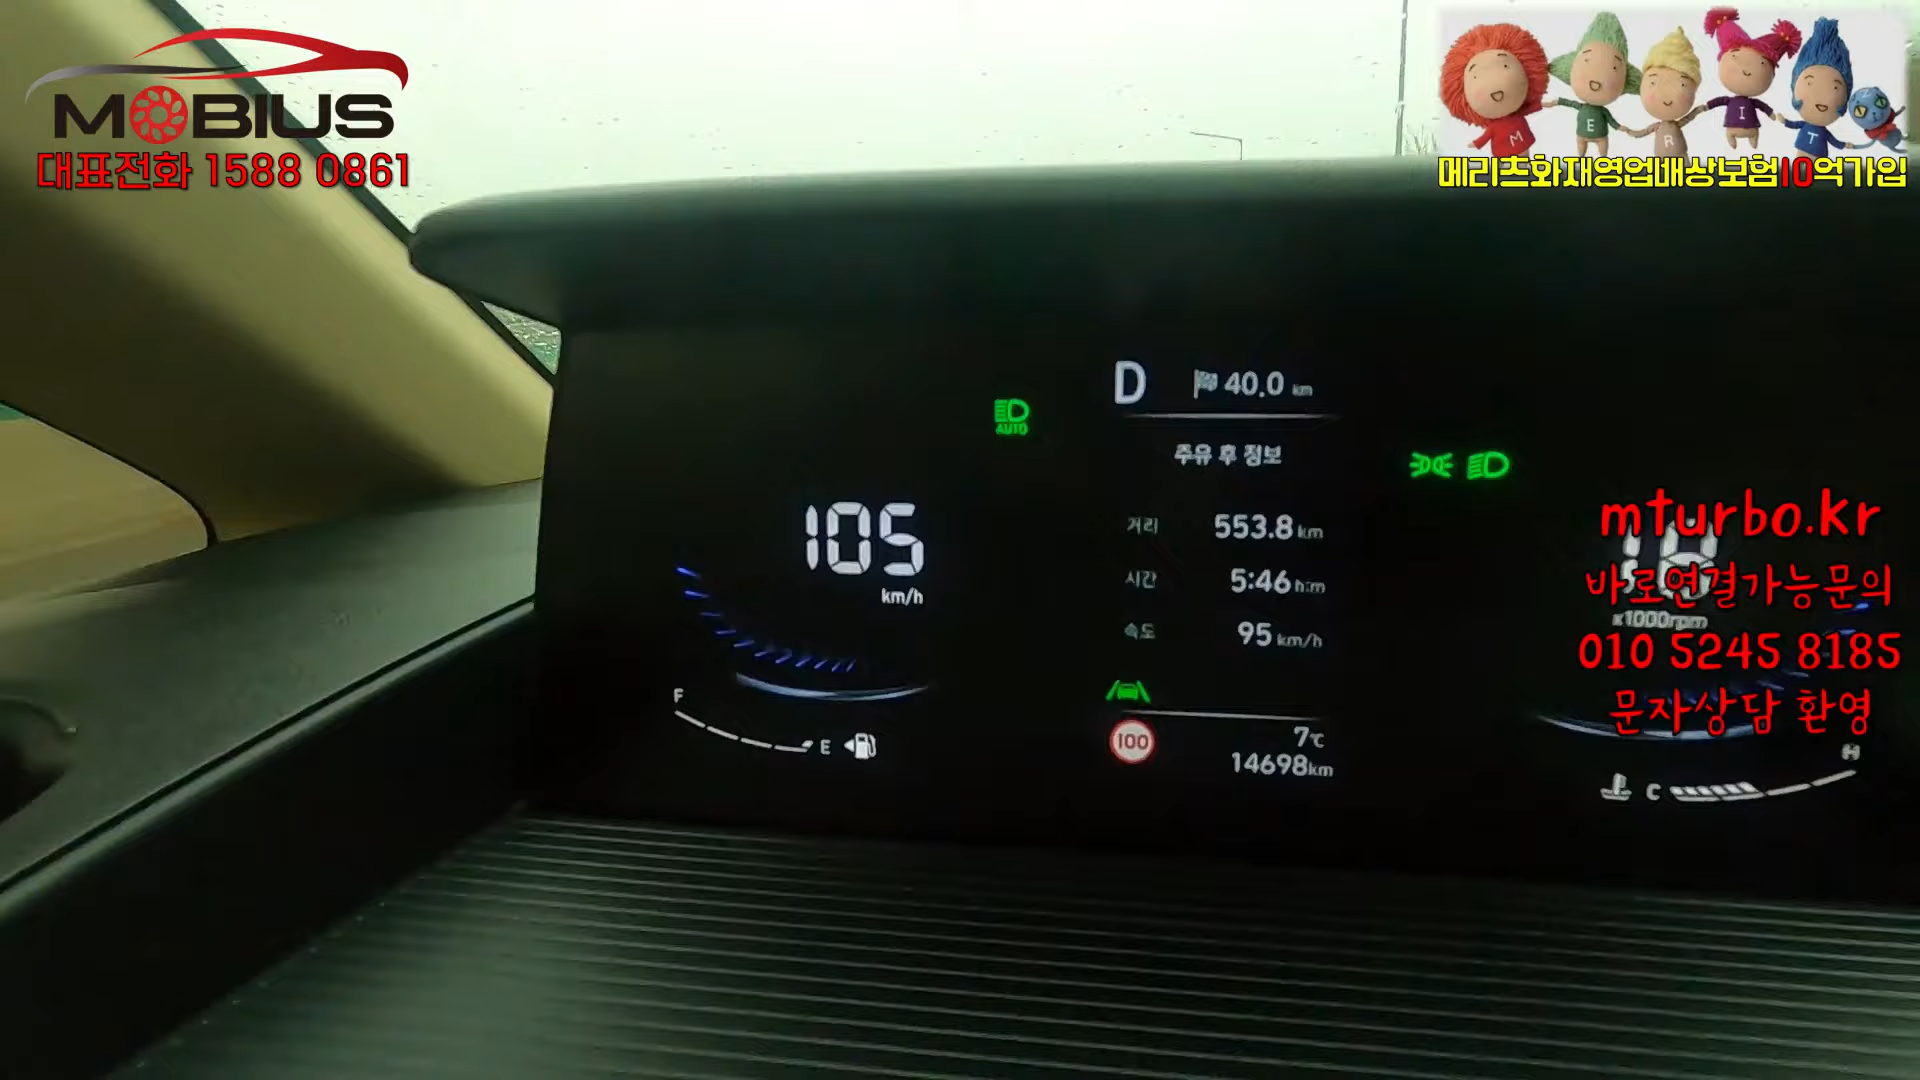 MOBIUS
대표전화 1588 0861
M E R I T
메리츠화재영업배상보험10억가입
D 40.0 km
AUTO
주유 후 정보
105
km/h
거리 553.8 km
시간 5:46 h:m
속도 95 km/h
100
7℃
14698km
F
E
mturbo.kr
바로연결가능문의
x1000rpm
010 5245 8185
문자상담 환영
H
C